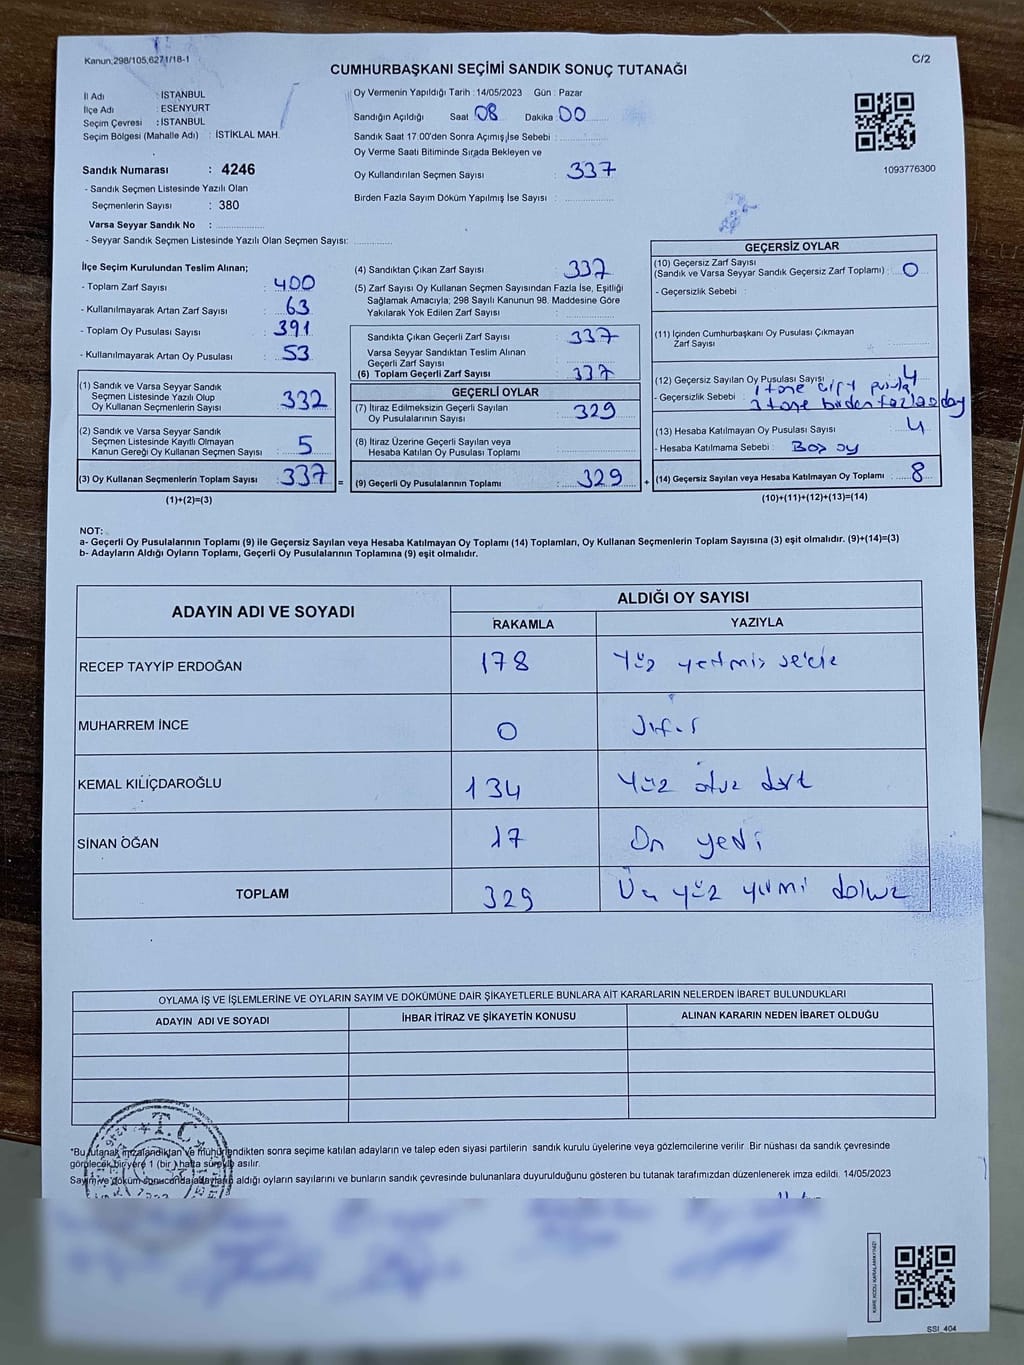 Kanun,298/105,6271/18-1
C/2
CUMHURBAŞKANI SEÇİMİ SANDIK SONUÇ TUTANAĞI
İl Adı : İSTANBUL
İlçe Adı : ESENYURT
Seçim Çevresi : İSTANBUL
Seçim Bölgesi (Mahalle Adı) : İSTİKLAL MAH.
Sandık Numarası : 4246
- Sandık Seçmen Listesinde Yazılı Olan
Seçmenlerin Sayısı : 380
Varsa Seyyar Sandık No :
- Seyyar Sandık Seçmen Listesinde Yazılı Olan Seçmen Sayısı:
Oy Vermenin Yapıldığı Tarih : 14/05/2023 Gün : Pazar
Sandığın Açıldığı Saat 08 Dakika 00
Sandık Saat 17:00'den Sonra Açımış İse Sebebi :
Oy Verme Saati Bitiminde Sırada Bekleyen ve
Oy Kullandırılan Seçmen Sayısı : 337
Birden Fazla Sayım Döküm Yapılmış İse Sayısı :
1093776300
İlçe Seçim Kurulundan Teslim Alınan;
- Toplam Zarf Sayısı : 400
- Kullanılmayarak Artan Zarf Sayısı : 63
- Toplam Oy Pusulası Sayısı : 391
- Kullanılmayarak Artan Oy Pusulası : 53
(1) Sandık ve Varsa Seyyar Sandık
Seçmen Listesinde Yazılı Olup
Oy Kullanan Seçmenlerin Sayısı : 332
(2) Sandık ve Varsa Seyyar Sandık
Seçmen Listesinde Kayıtlı Olmayan
Kanun Gereği Oy Kullanan Seçmen Sayısı : 5
(3) Oy Kullanan Seçmenlerin Toplam Sayısı : 337 =
(1)+(2)=(3)
(4) Sandıktan Çıkan Zarf Sayısı : 337
(5) Zarf Sayısı Oy Kullanan Seçmen Sayısından Fazla İse, Eşitliği
Sağlamak Amacıyla; 298 Sayılı Kanunun 98. Maddesine Göre
Yakılarak Yok Edilen Zarf Sayısı :
Sandıkta Çıkan Geçerli Zarf Sayısı : 337
Varsa Seyyar Sandıktan Teslim Alınan
Geçerli Zarf Sayısı :
(6) Toplam Geçerli Zarf Sayısı : 337
GEÇERLİ OYLAR
(7) İtiraz Edilmeksizin Geçerli Sayılan
Oy Pusulalarının Sayısı : 329
(8) İtiraz Üzerine Geçerli Sayılan veya
Hesaba Katılan Oy Pusulası Toplamı :
(9) Geçerli Oy Pusulalarının Toplamı : 329 +
GEÇERSİZ OYLAR
(10) Geçersiz Zarf Sayısı
(Sandık ve Varsa Seyyar Sandık Geçersiz Zarf Toplamı) : 0
- Geçersizlik Sebebi :
(11) İçinden Cumhurbaşkanı Oy Pusulası Çıkmayan
Zarf Sayısı :
(12) Geçersiz Sayılan Oy Pusulası Sayısı : 4
- Geçersizlik Sebebi : 1 tane çift pusula
3 tane birden fazla aday
(13) Hesaba Katılmayan Oy Pusulası Sayısı : 4
- Hesaba Katılmama Sebebi : Boş oy
(14) Geçersiz Sayılan veya Hesaba Katılmayan Oy Toplamı : 8
(10)+(11)+(12)+(13)=(14)
NOT:
a- Geçerli Oy Pusulalarının Toplamı (9) ile Geçersiz Sayılan veya Hesaba Katılmayan Oy Toplamı (14) Toplamları, Oy Kullanan Seçmenlerin Toplam Sayısına (3) eşit olmalıdır. (9)+(14)=(3)
b- Adayların Aldığı Oyların Toplamı, Geçerli Oy Pusulalarının Toplamına (9) eşit olmalıdır.
ADAYIN ADI VE SOYADI
ALDIĞI OY SAYISI
RAKAMLA YAZIYLA
RECEP TAYYİP ERDOĞAN 178 Yüz yetmiş sekiz
MUHARREM İNCE 0 Sıfır
KEMAL KILIÇDAROĞLU 134 Yüz otuz dört
SİNAN OĞAN 17 On yedi
TOPLAM 329 Üç yüz yirmi dokuz
OYLAMA İŞ VE İŞLEMLERİNE VE OYLARIN SAYIM VE DÖKÜMÜNE DAİR ŞİKAYETLERLE BUNLARA AİT KARARLARIN NELERDEN İBARET BULUNDUKLARI
ADAYIN ADI VE SOYADI İHBAR İTİRAZ VE ŞİKAYETİN KONUSU ALINAN KARARIN NEDEN İBARET OLDUĞU
T.C.
*Bu tutanak imzalandıktan ve mühürlendikten sonra seçime katılan adayların ve talep eden siyasi partilerin sandık kurulu üyelerine veya gözlemcilerine verilir Bir nüshası da sandık çevresinde
görülecek bir yere 1 (bir) hafta süreyle asılır.
Sayım ve döküm sonucunda adayların aldığı oyların sayılarını ve bunların sandık çevresinde bulunanlara duyurulduğunu gösteren bu tutanak tarafımızdan düzenlenerek imza edildi. 14/05/2023
SSI_404